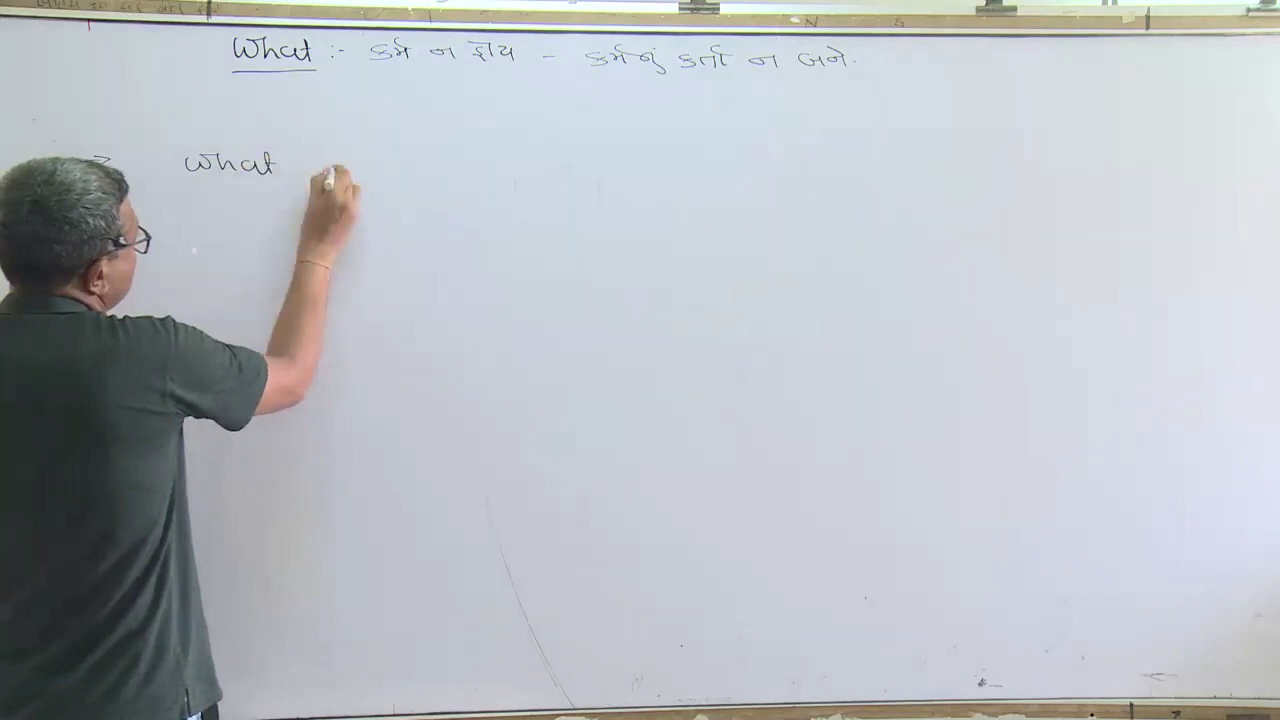 What :- કર્મ ન હોય - કર્મનું કર્તા ન બને.
→ What